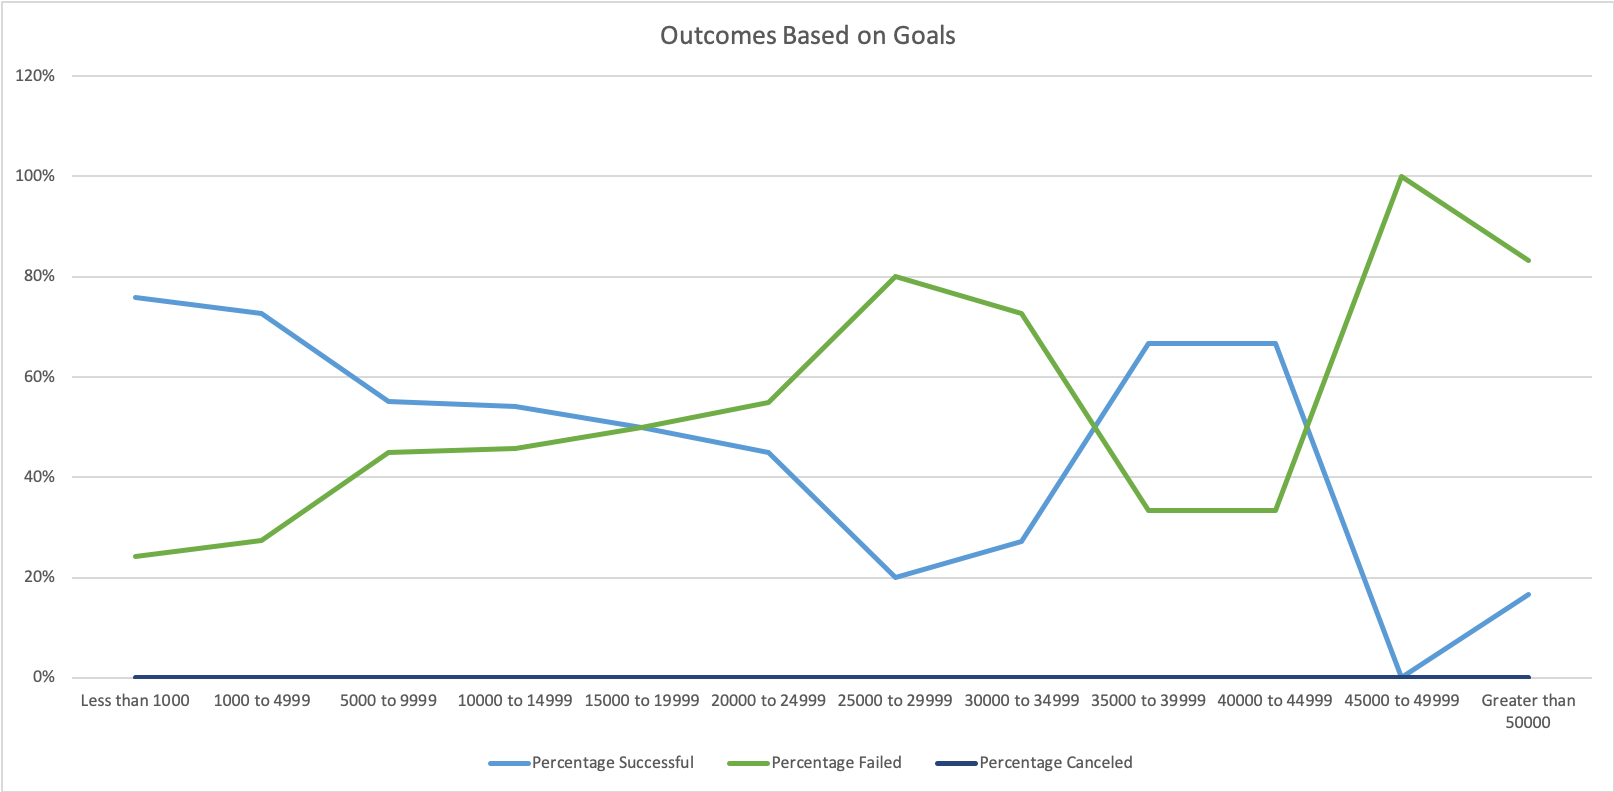 Outcomes Based on Goals
120%
100%
80%
60%
40%
20%
0%
Less than 1000 1000 to 4999 5000 to 9999 10000 to 14999 15000 to 19999 20000 to 24999 25000 to 29999 30000 to 34999 35000 to 39999 40000 to 44999 45000 to 49999 Greater than
50000
Percentage Successful Percentage Failed Percentage Canceled